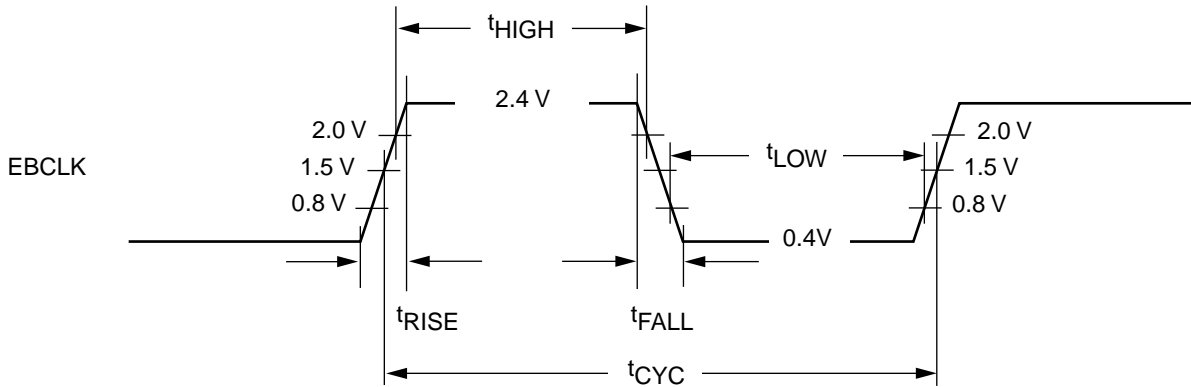 tHIGH
2.4 V
2.0 V
2.0 V
tLOW
EBCLK
1.5 V
1.5 V
0.8 V
0.8 V
0.4V
tRISE
tFALL
tCYC